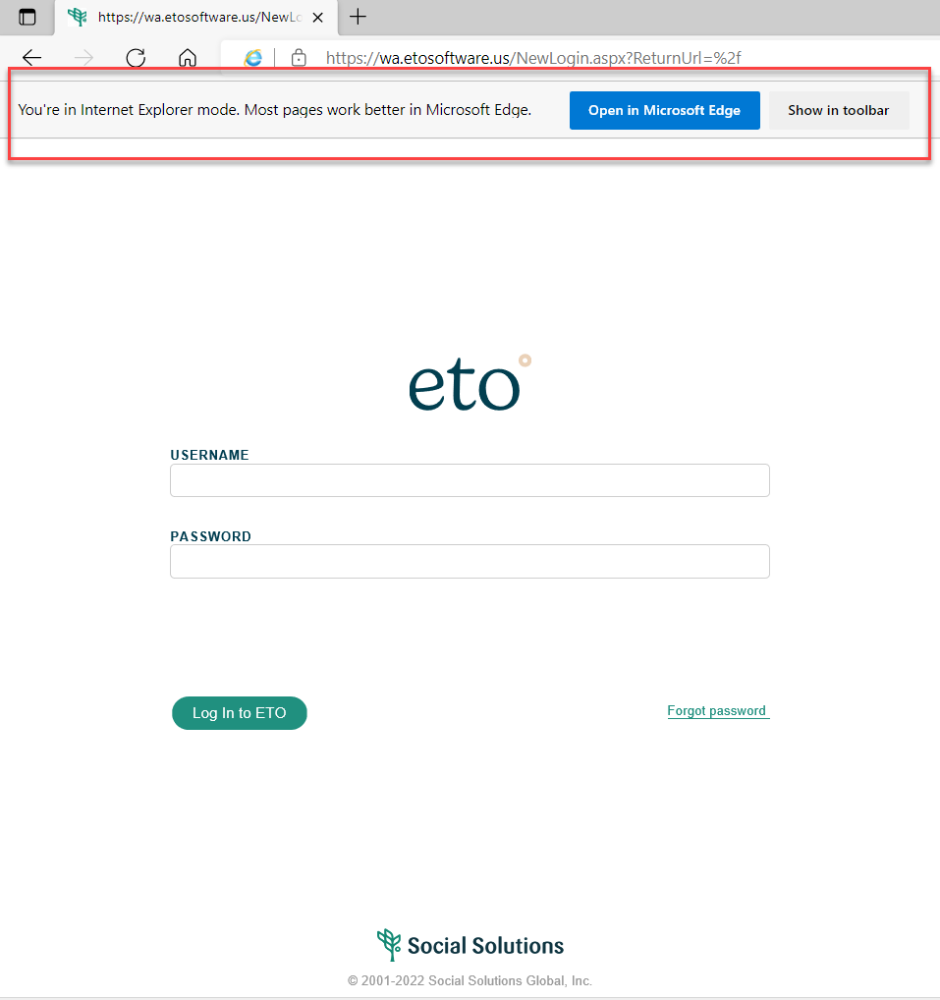 https://wa.etosoftware.us/NewLo
https://wa.etosoftware.us/NewLogin.aspx?ReturnUrl=%2f
You're in Internet Explorer mode. Most pages work better in Microsoft Edge. Open in Microsoft Edge Show in toolbar
eto
USERNAME
PASSWORD
Log In to ETO Forgot password
Social Solutions
© 2001-2022 Social Solutions Global, Inc.